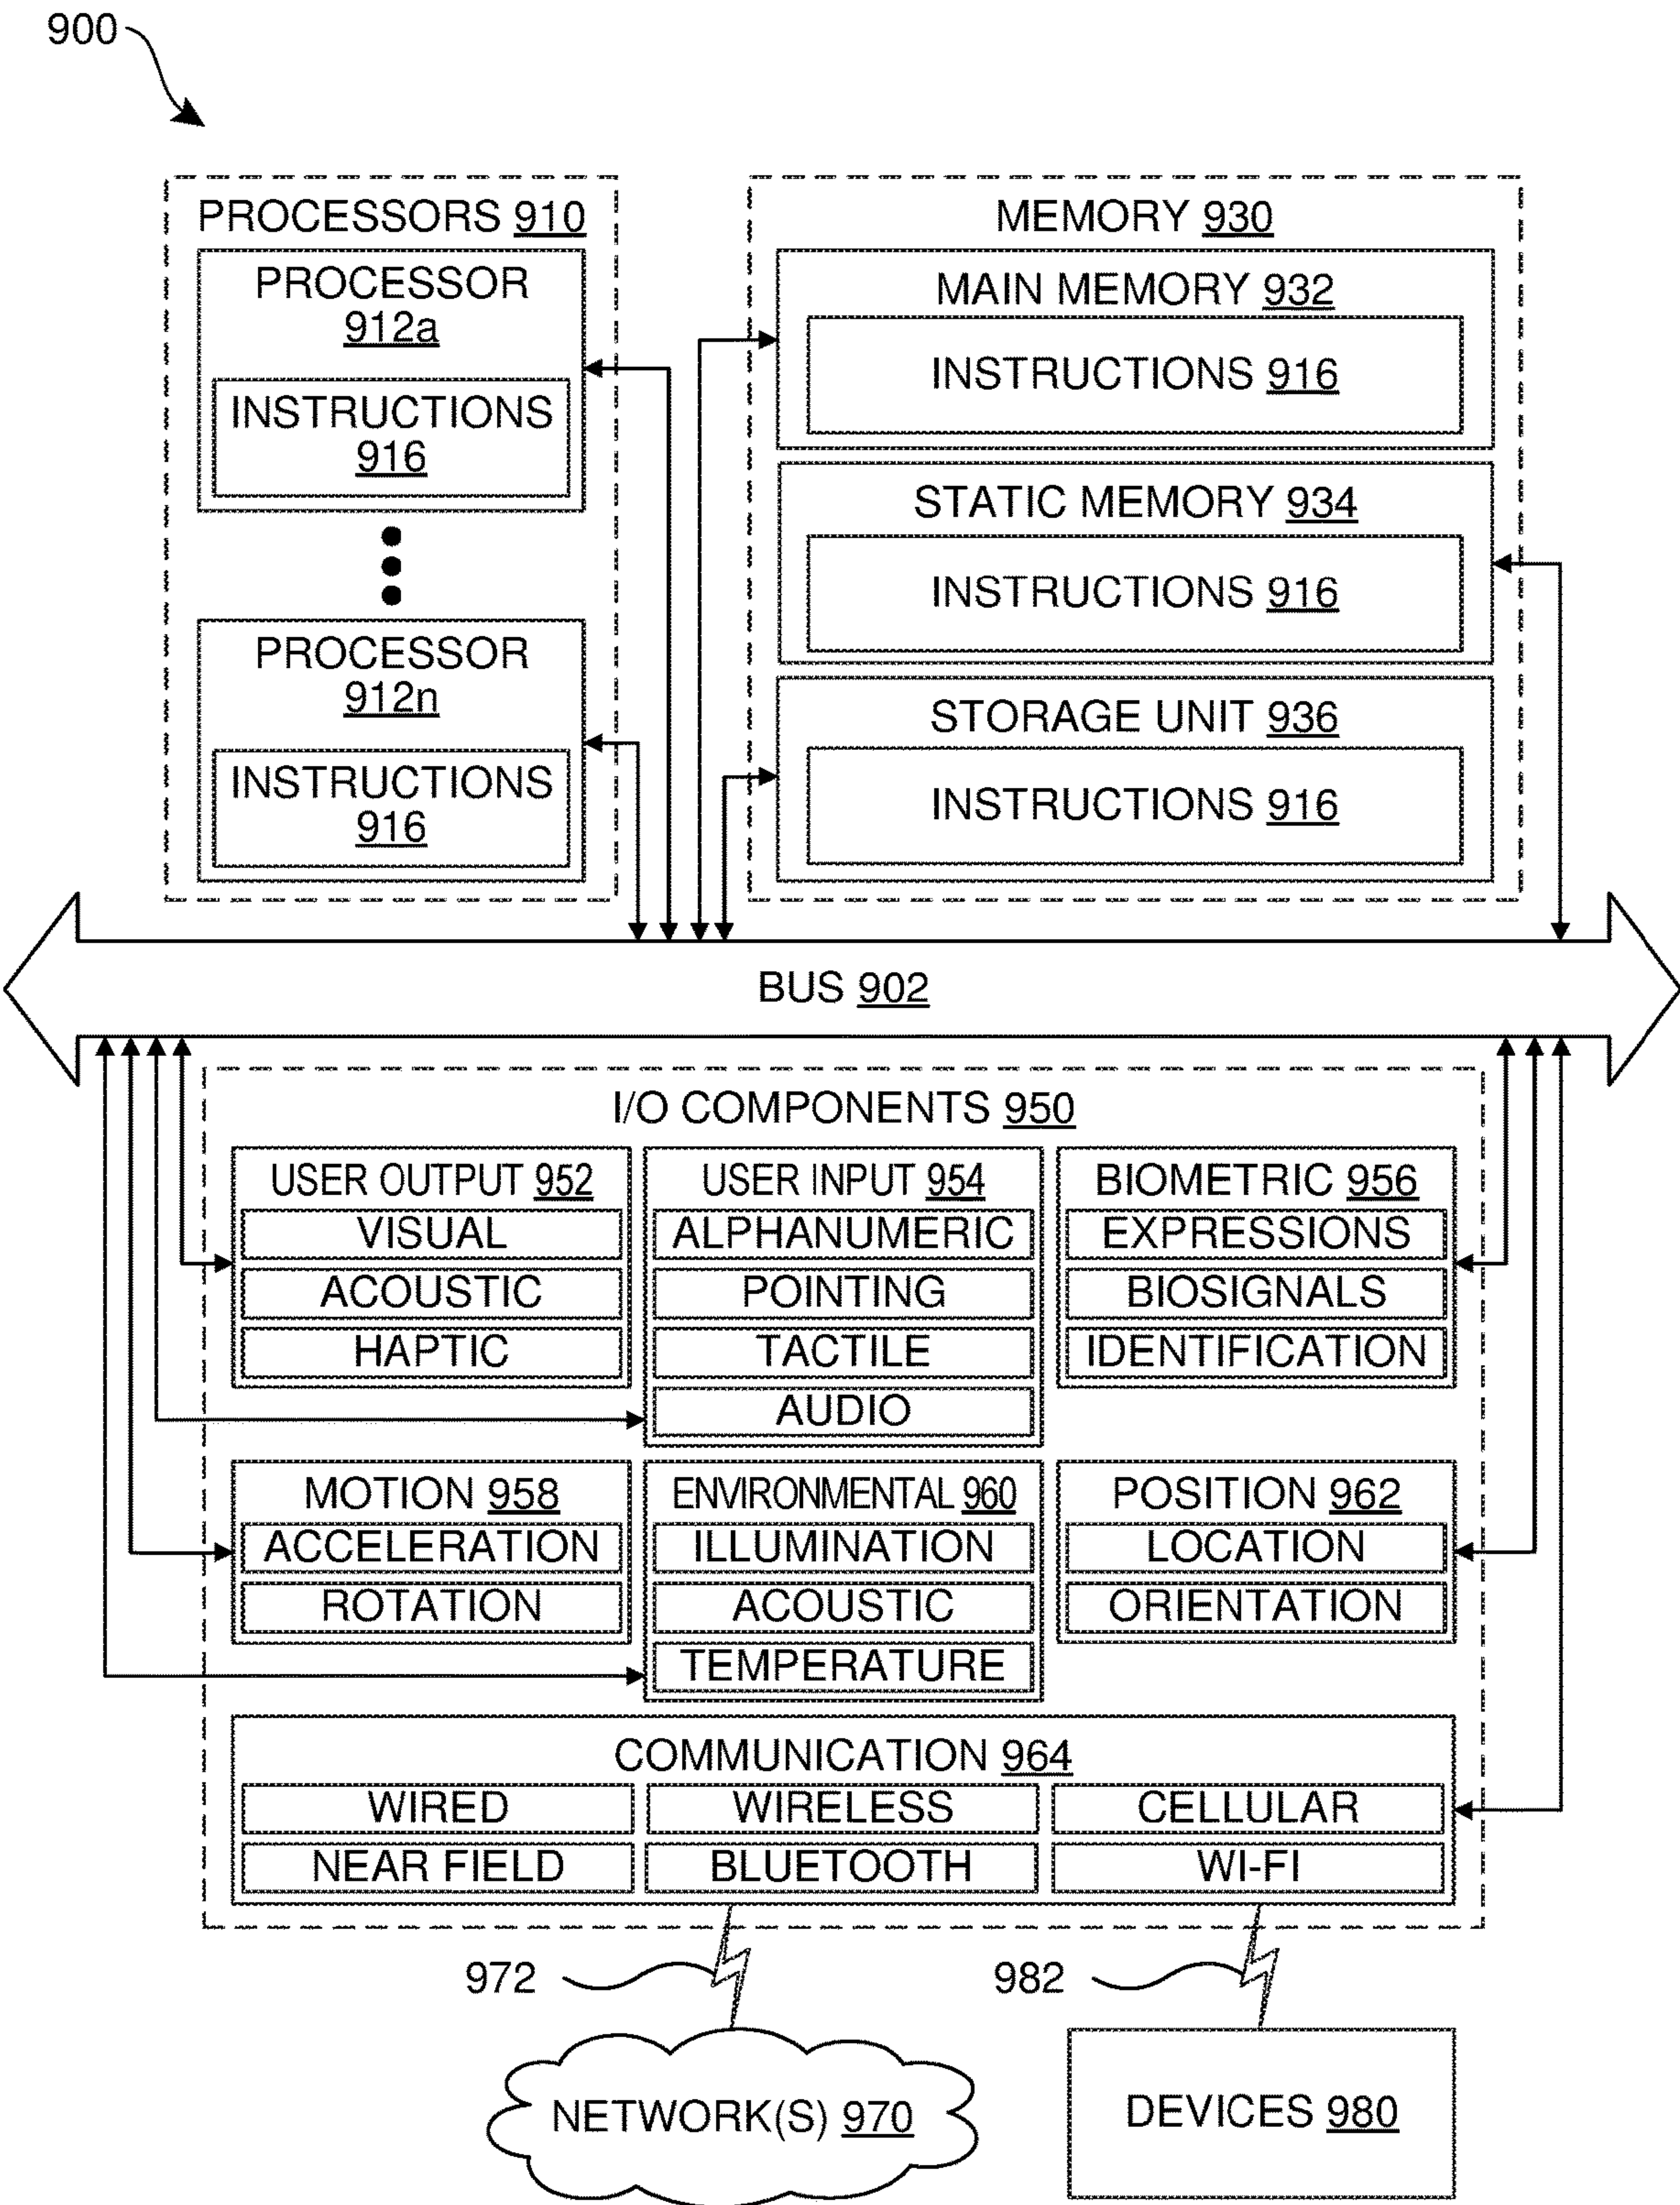 900
PROCESSORS 910
PROCESSOR
912a
INSTRUCTIONS
916
PROCESSOR
912n
INSTRUCTIONS
916
MEMORY 930
MAIN MEMORY 932
INSTRUCTIONS 916
STATIC MEMORY 934
INSTRUCTIONS 916
STORAGE UNIT 936
INSTRUCTIONS 916
BUS 902
I/O COMPONENTS 950
USER OUTPUT 952
VISUAL
ACOUSTIC
HAPTIC
USER INPUT 954
ALPHANUMERIC
POINTING
TACTILE
AUDIO
BIOMETRIC 956
EXPRESSIONS
BIOSIGNALS
IDENTIFICATION
MOTION 958
ACCELERATION
ROTATION
ENVIRONMENTAL 960
ILLUMINATION
ACOUSTIC
TEMPERATURE
POSITION 962
LOCATION
ORIENTATION
COMMUNICATION 964
WIRED
WIRELESS
CELLULAR
NEAR FIELD
BLUETOOTH
WI-FI
972
982
NETWORK(S) 970
DEVICES 980